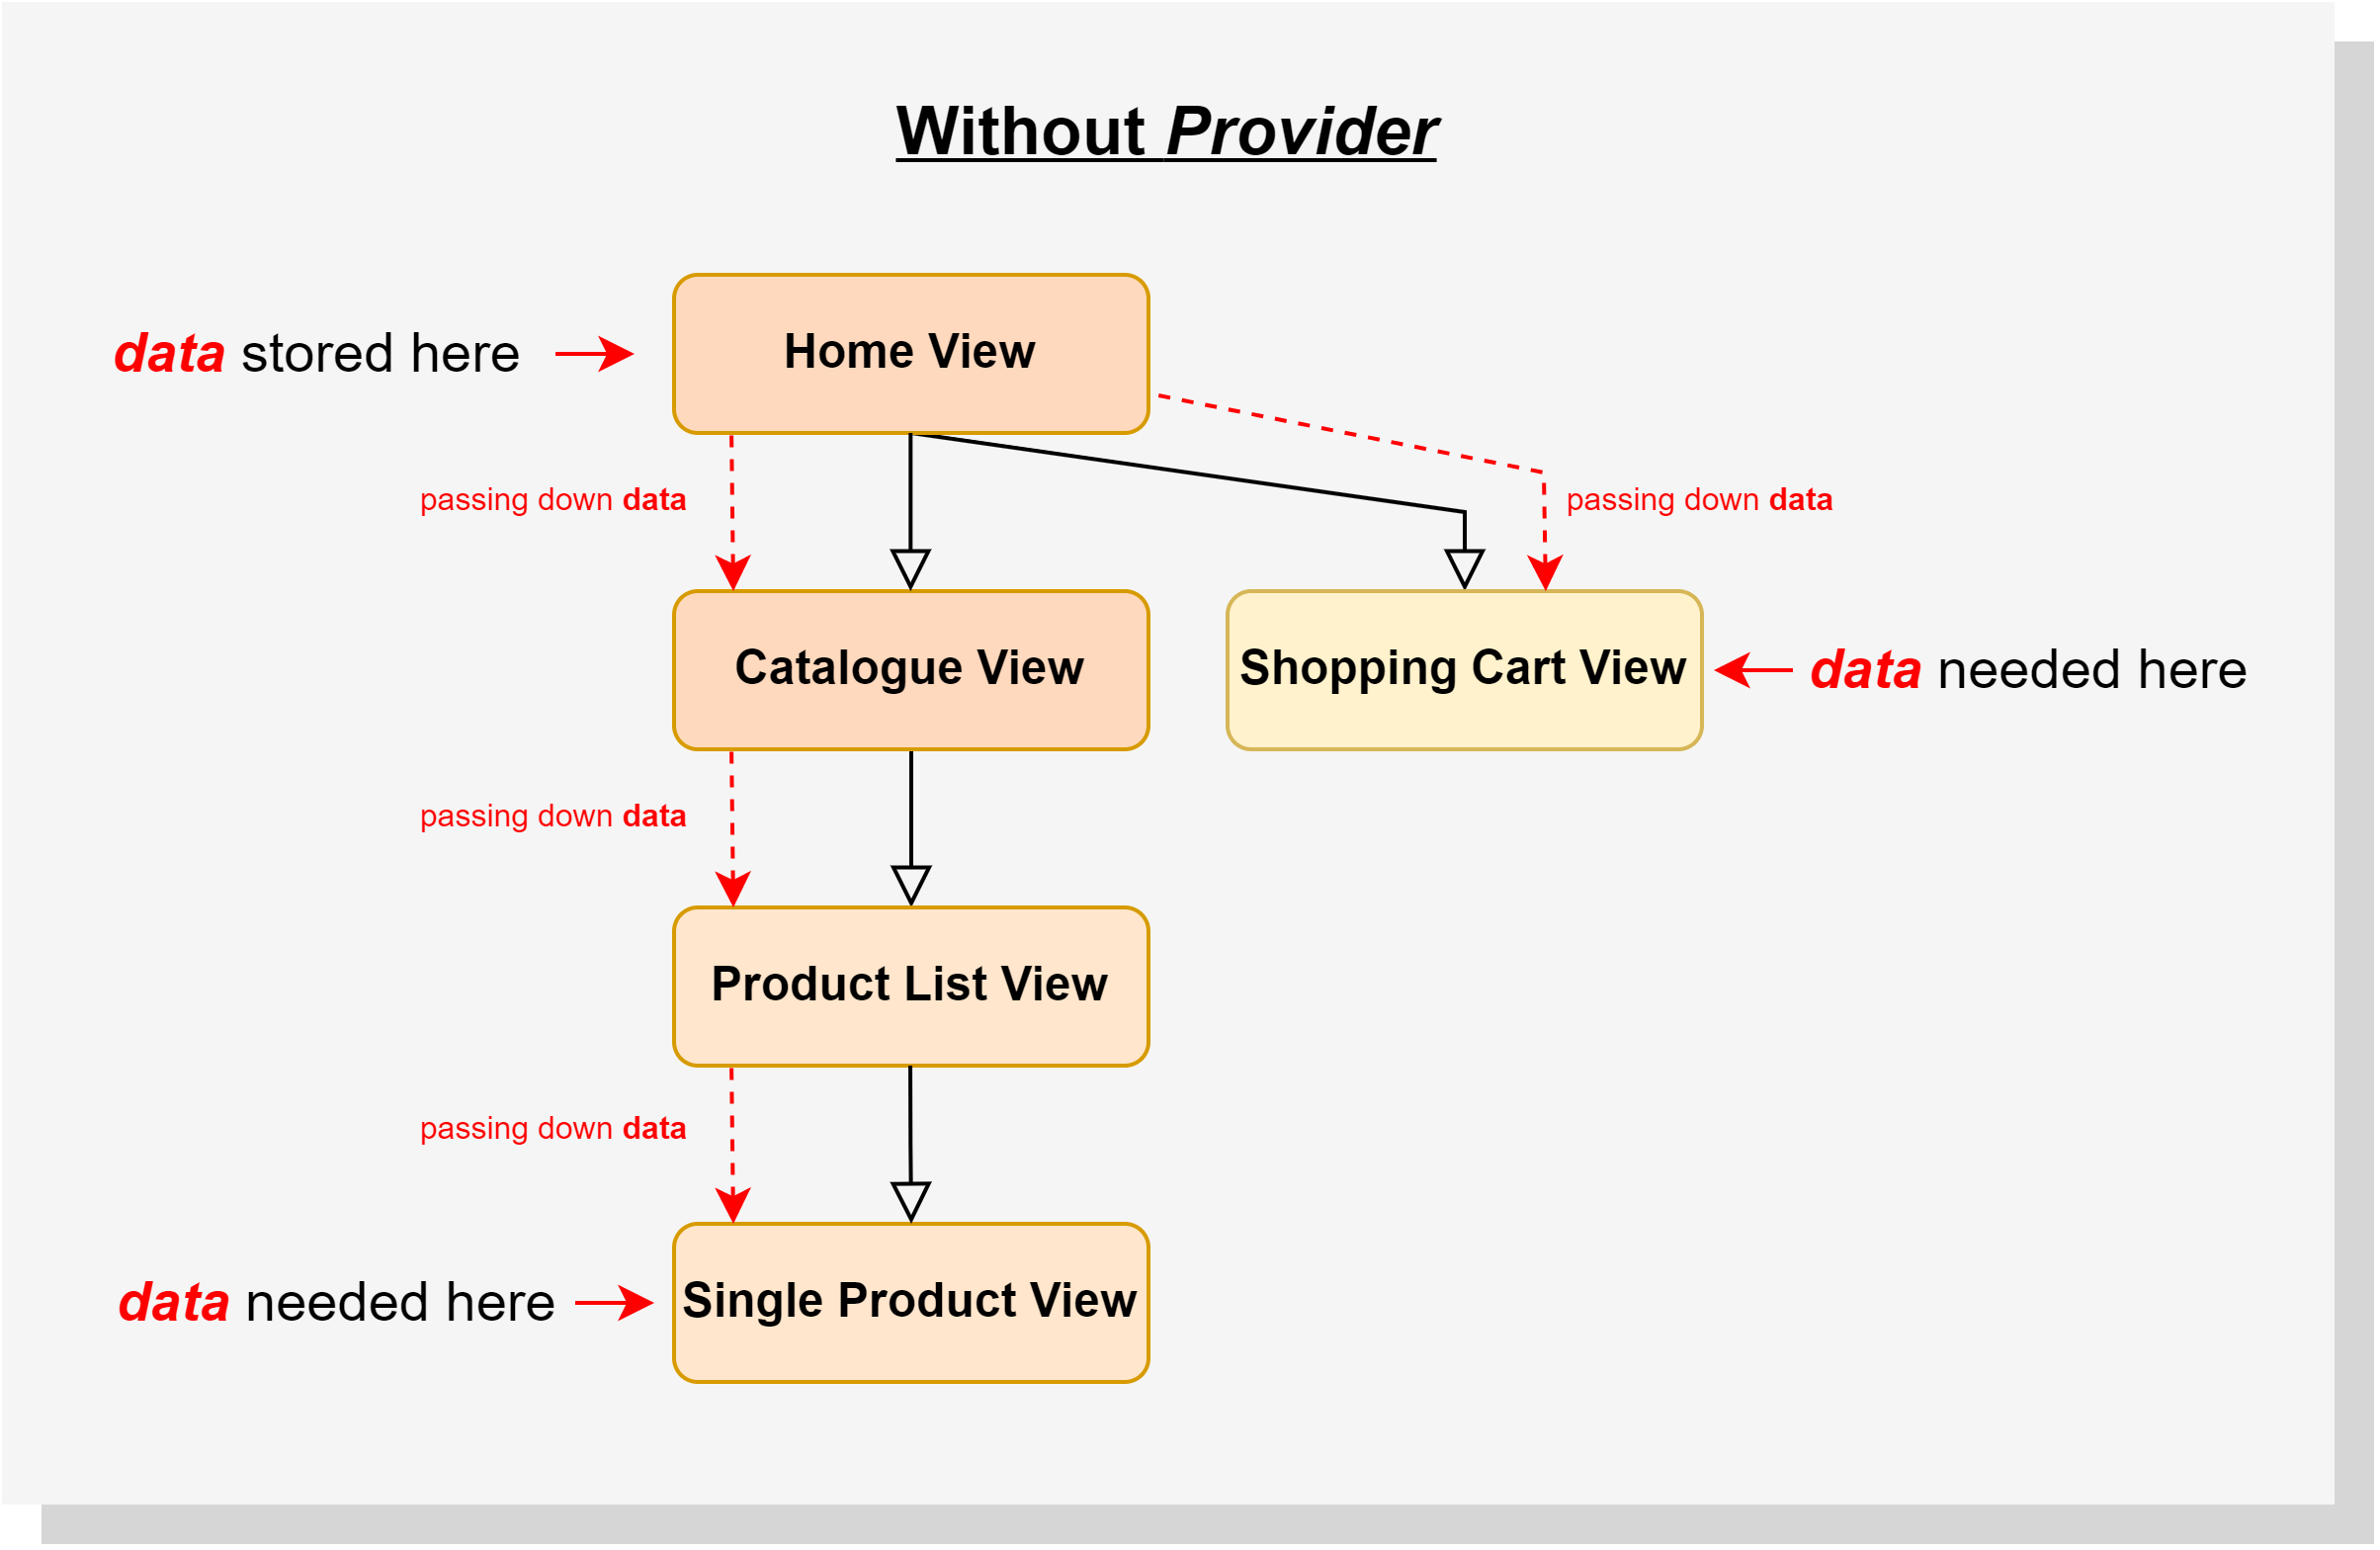 Without Provider
data stored here
Home View
passing down data
passing down data
Catalogue View
Shopping Cart View
data needed here
passing down data
Product List View
passing down data
data needed here
Single Product View